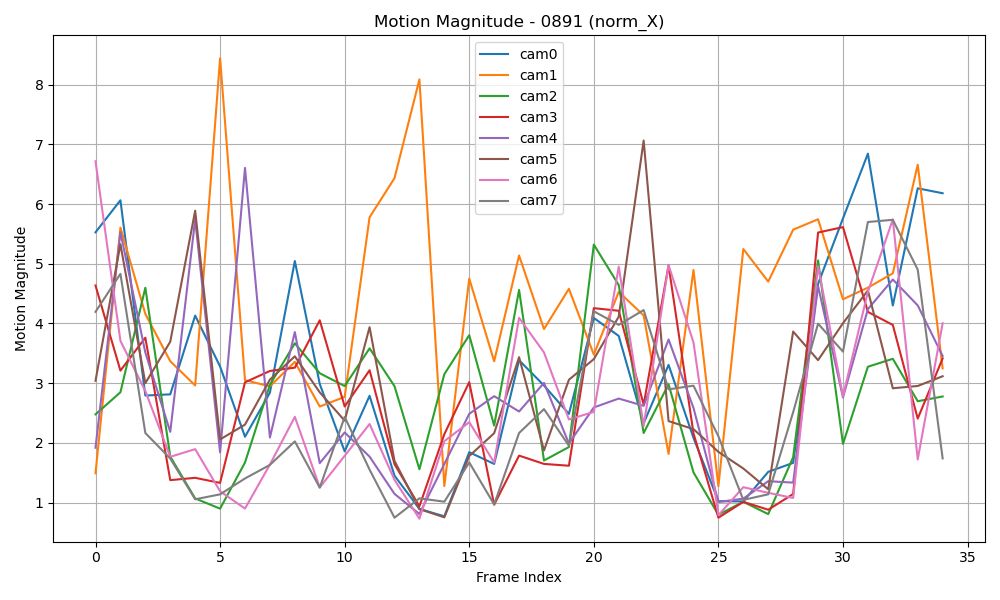 Motion Magnitude - 0891 (norm_X)
Motion Magnitude
8
7
6
5
4
3
2
1
cam0
cam1
cam2
cam3
cam4
cam5
cam6
cam7
0 5 10 15 20 25 30 35
Frame Index